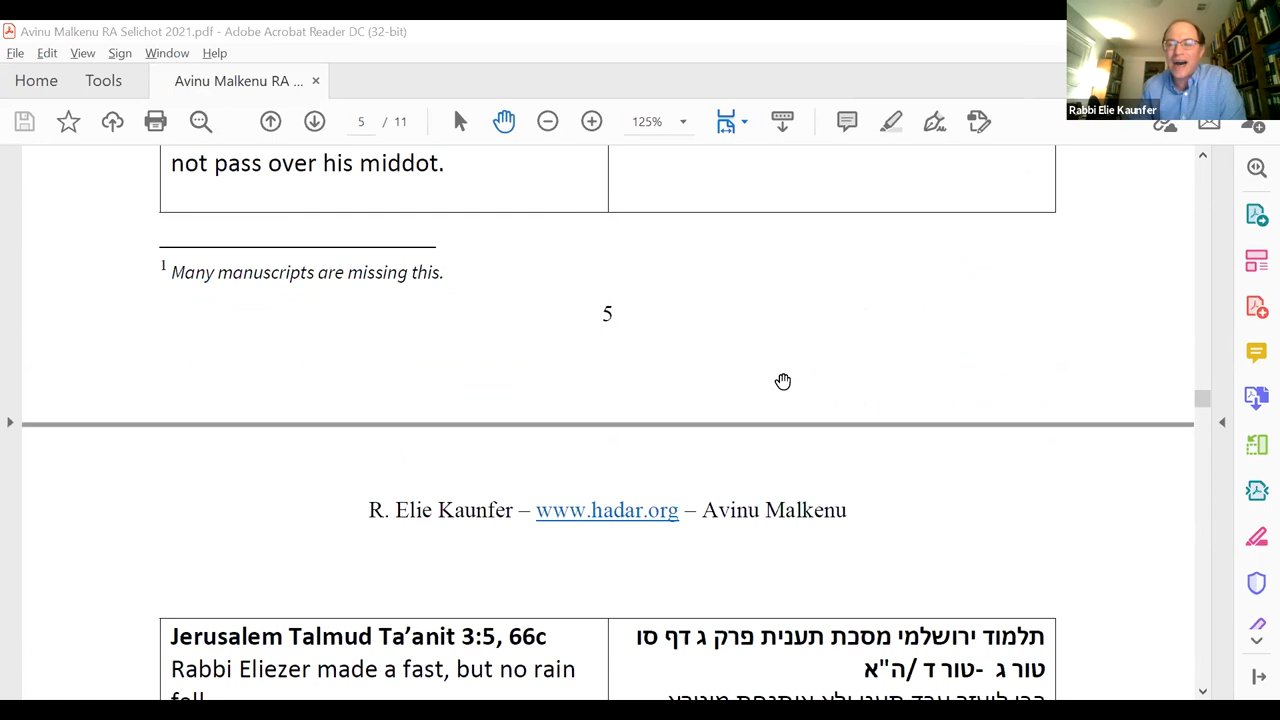 Avinu Malkenu RA Selichot 2021.pdf - Adobe Acrobat Reader DC (32-bit)
File Edit View Sign Window Help
Home Tools Avinu Malkenu RA ... ×
5 / 11 125%
Rabbi Elie Kaunfer
not pass over his middot.
1 Many manuscripts are missing this.
5
R. Elie Kaunfer – www.hadar.org – Avinu Malkenu
Jerusalem Talmud Ta’anit 3:5, 66c
Rabbi Eliezer made a fast, but no rain
fell
תלמוד ירושלמי מסכת תענית פרק ג דף סו
טור ג -טור ד /ה"א